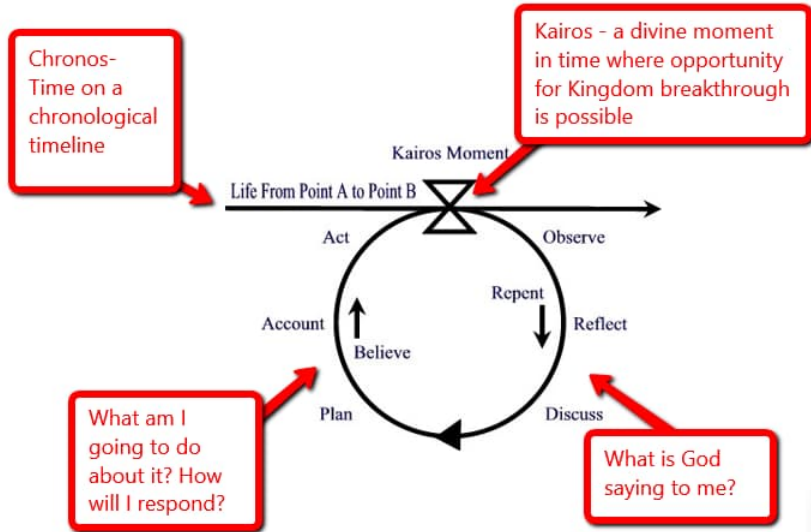 Chronos-
Time on a
chronological
timeline
Kairos - a divine moment
in time where opportunity
for Kingdom breakthrough
is possible
Kairos Moment
Life From Point A to Point B
Act
Observe
Repent
Account
Reflect
Believe
Plan
Discuss
What am I
going to do
about it? How
will I respond?
What is God
saying to me?